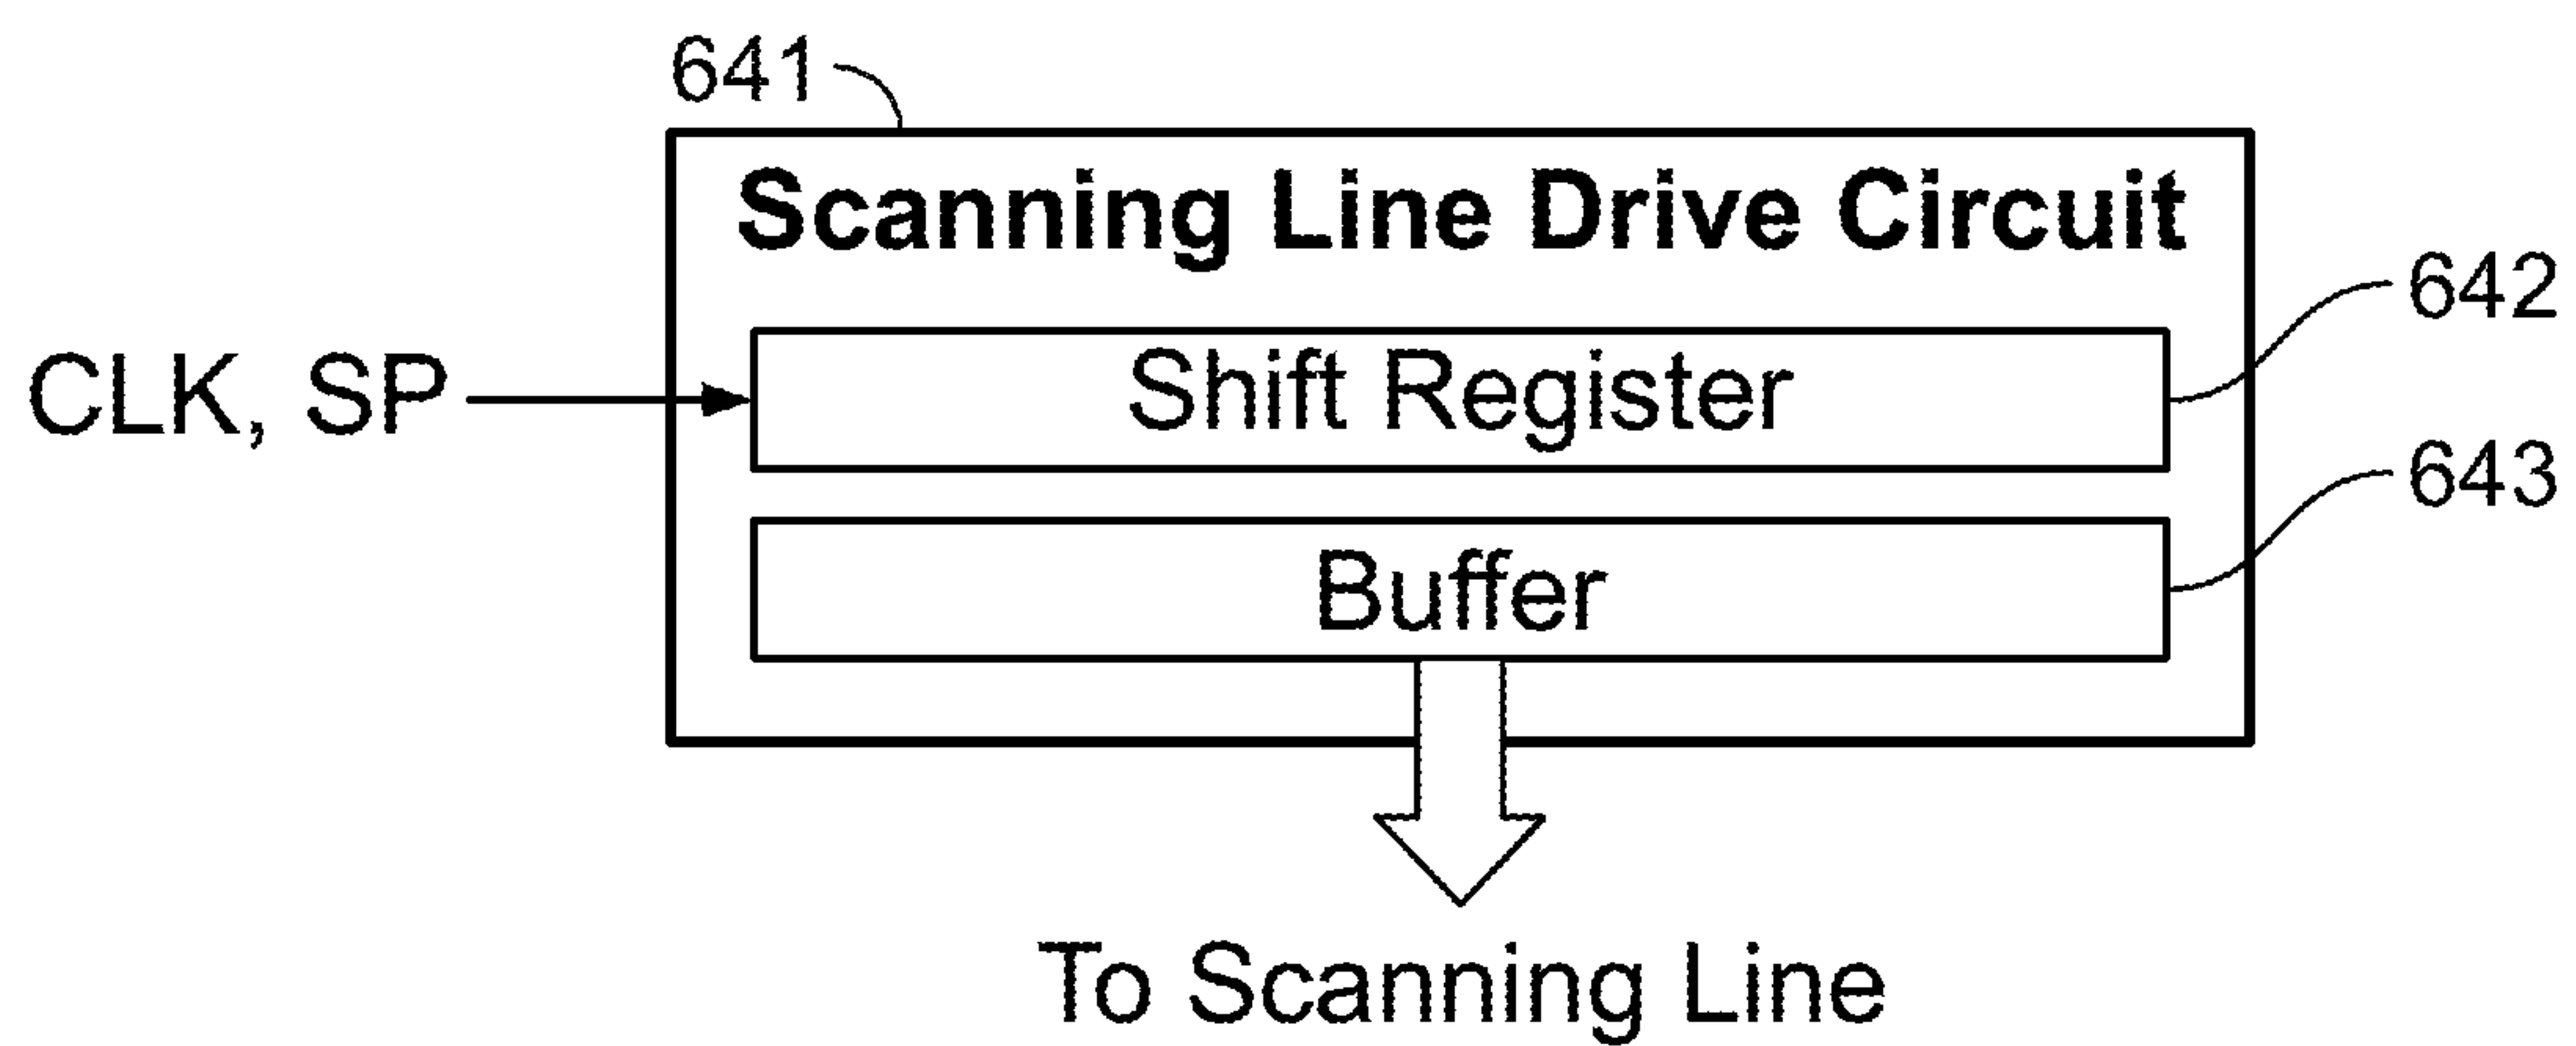 641
Scanning Line Drive Circuit
642
CLK, SP
Shift Register
643
Buffer
To Scanning Line